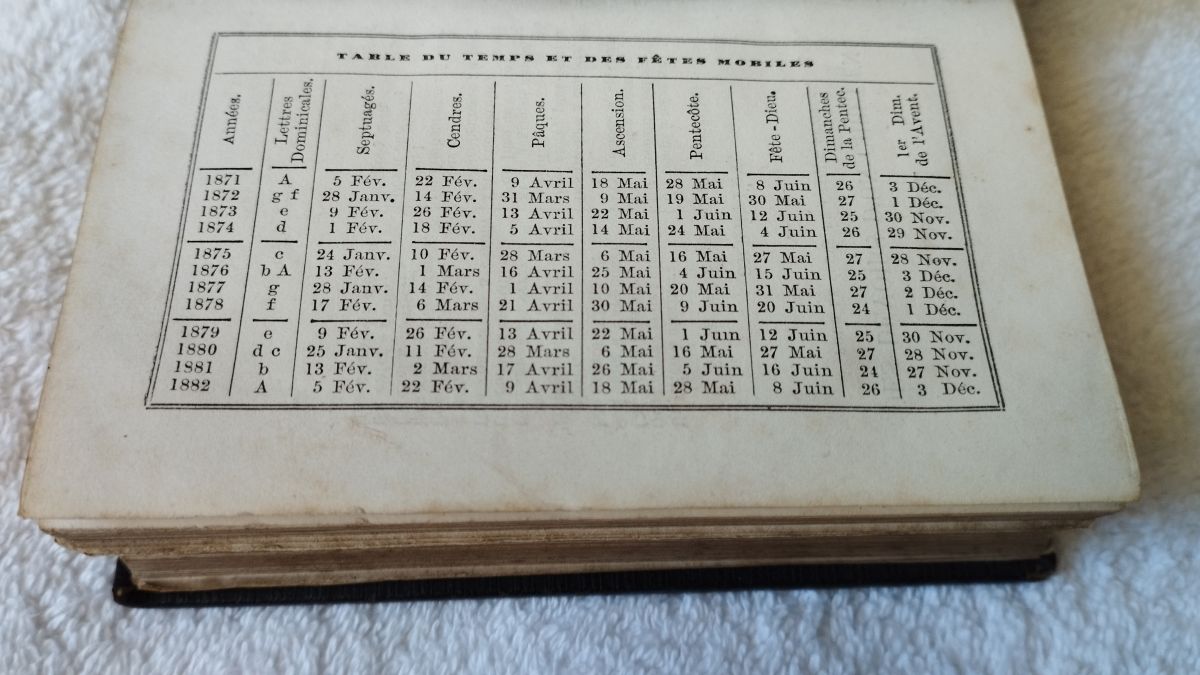 TABLE DU TEMPS ET DES FÊTES MOBILES
Années. Lettres Dominicales. Septuagés. Cendres. Pâques. Ascension. Pentecôte. Fête-Dieu. Dimanches de la Pentec. 1er Dim. de l'Avent.
1871 A 5 Fév. 22 Fév. 9 Avril 18 Mai 28 Mai 8 Juin 26 3 Déc.
1872 g f 28 Janv. 14 Fév. 31 Mars 9 Mai 19 Mai 30 Mai 27 1 Déc.
1873 e 9 Fév. 26 Fév. 13 Avril 22 Mai 1 Juin 12 Juin 25 30 Nov.
1874 d 1 Fév. 18 Fév. 5 Avril 14 Mai 24 Mai 4 Juin 26 29 Nov.
1875 c 24 Janv. 10 Fév. 28 Mars 6 Mai 16 Mai 27 Mai 27 28 Nov.
1876 b A 13 Fév. 1 Mars 16 Avril 25 Mai 4 Juin 15 Juin 25 3 Déc.
1877 g 28 Janv. 14 Fév. 1 Avril 10 Mai 20 Mai 31 Mai 27 2 Déc.
1878 f 17 Fév. 6 Mars 21 Avril 30 Mai 9 Juin 20 Juin 24 1 Déc.
1879 e 9 Fév. 26 Fév. 13 Avril 22 Mai 1 Juin 12 Juin 25 30 Nov.
1880 d c 25 Janv. 11 Fév. 28 Mars 6 Mai 16 Mai 27 Mai 27 28 Nov.
1881 b 13 Fév. 2 Mars 17 Avril 26 Mai 5 Juin 16 Juin 24 27 Nov.
1882 A 5 Fév. 22 Fév. 9 Avril 18 Mai 28 Mai 8 Juin 26 3 Déc.